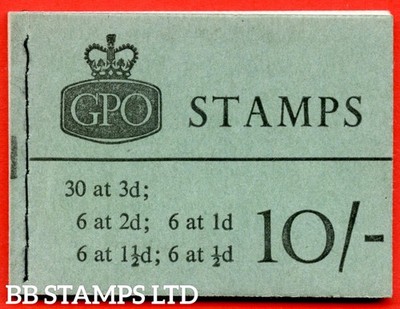 GPO STAMPS
30 at 3d;
6 at 2d; 6 at 1d
6 at 1½d; 6 at ½d
10/-
BB STAMPS LTD